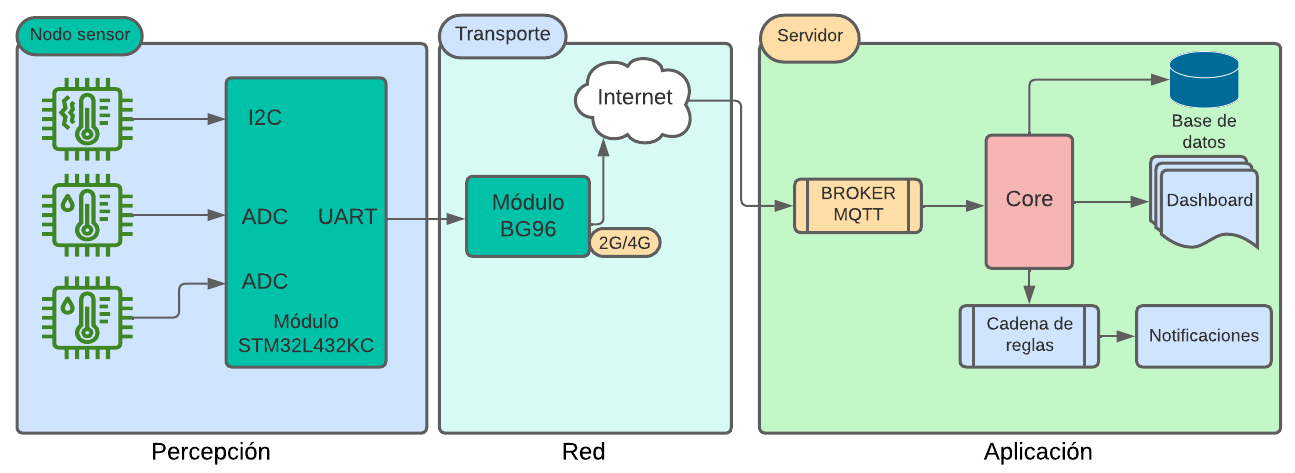 Nodo sensor
I2C
ADC
UART
ADC
Módulo
STM32L432KC
Percepción
Transporte
Internet
Módulo
BG96
2G/4G
Red
Servidor
BROKER
MQTT
Core
Base de
datos
Dashboard
Cadena de
reglas
Notificaciones
Aplicación